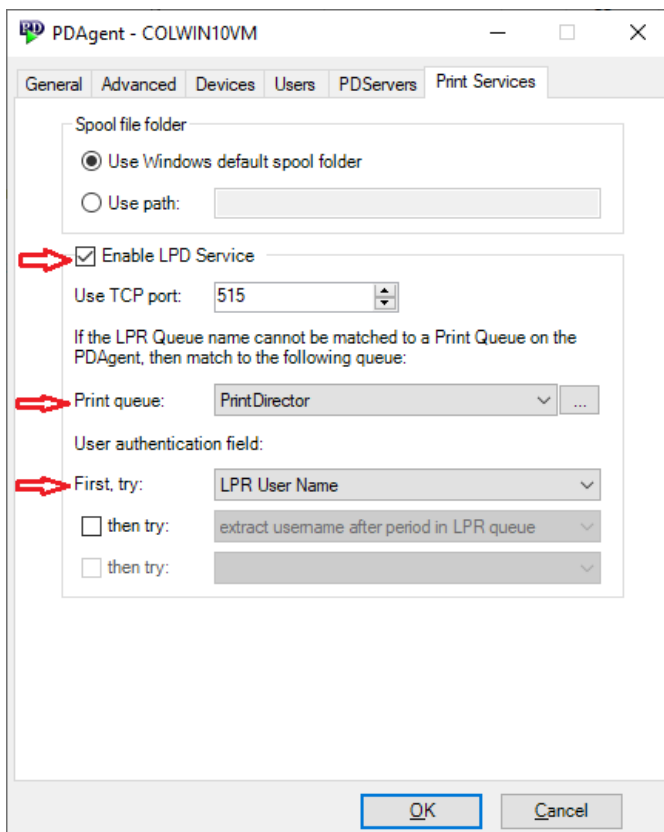 PD PDAgent - COLWIN10VM
General Advanced Devices Users PDServers Print Services
Spool file folder
Use Windows default spool folder
Use path:
Enable LPD Service
Use TCP port: 515
If the LPR Queue name cannot be matched to a Print Queue on the
PDAgent, then match to the following queue:
Print queue: PrintDirector ...
User authentication field:
First, try: LPR User Name
then try: extract username after period in LPR queue
then try:
OK Cancel